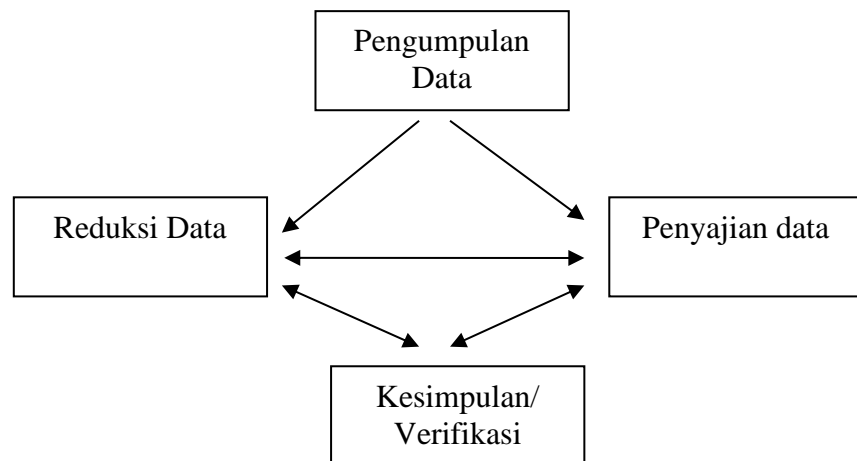 Pengumpulan
Data
Reduksi Data
Penyajian data
Kesimpulan/
Verifikasi